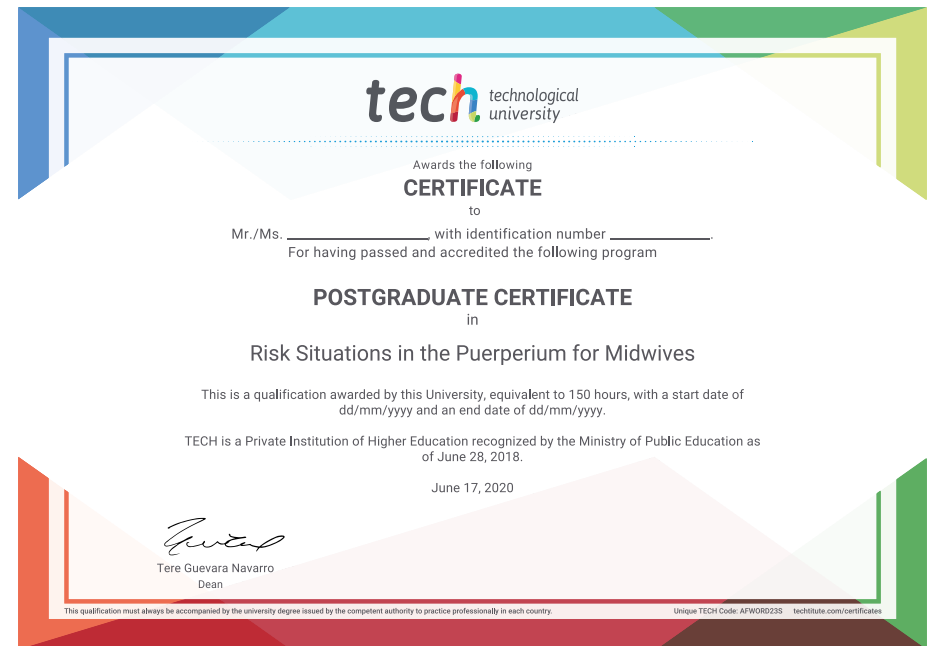 tech technological
university
Awards the following
CERTIFICATE
to
Mr./Ms. ____________________, with identification number ______________.
For having passed and accredited the following program
POSTGRADUATE CERTIFICATE
in
Risk Situations in the Puerperium for Midwives
This is a qualification awarded by this University, equivalent to 150 hours, with a start date of
dd/mm/yyyy and an end date of dd/mm/yyyy.
TECH is a Private Institution of Higher Education recognized by the Ministry of Public Education as
of June 28, 2018.
June 17, 2020
Tere Guevara Navarro
Dean
This qualification must always be accompanied by the university degree issued by the competent authority to practice professionally in each country. Unique TECH Code: AFWORD23S techtitute.com/certificates